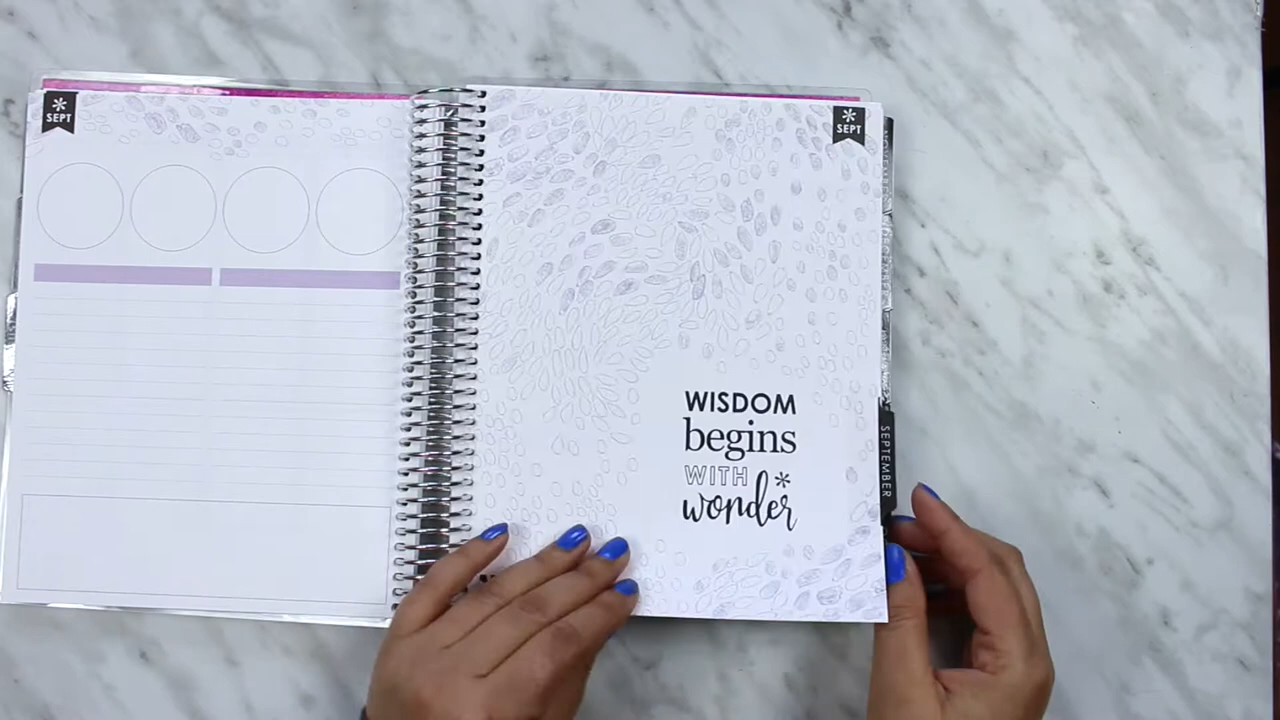 * SEPT
* SEPT
WISDOM
begins
WITH *
wonder
SEPTEMBER